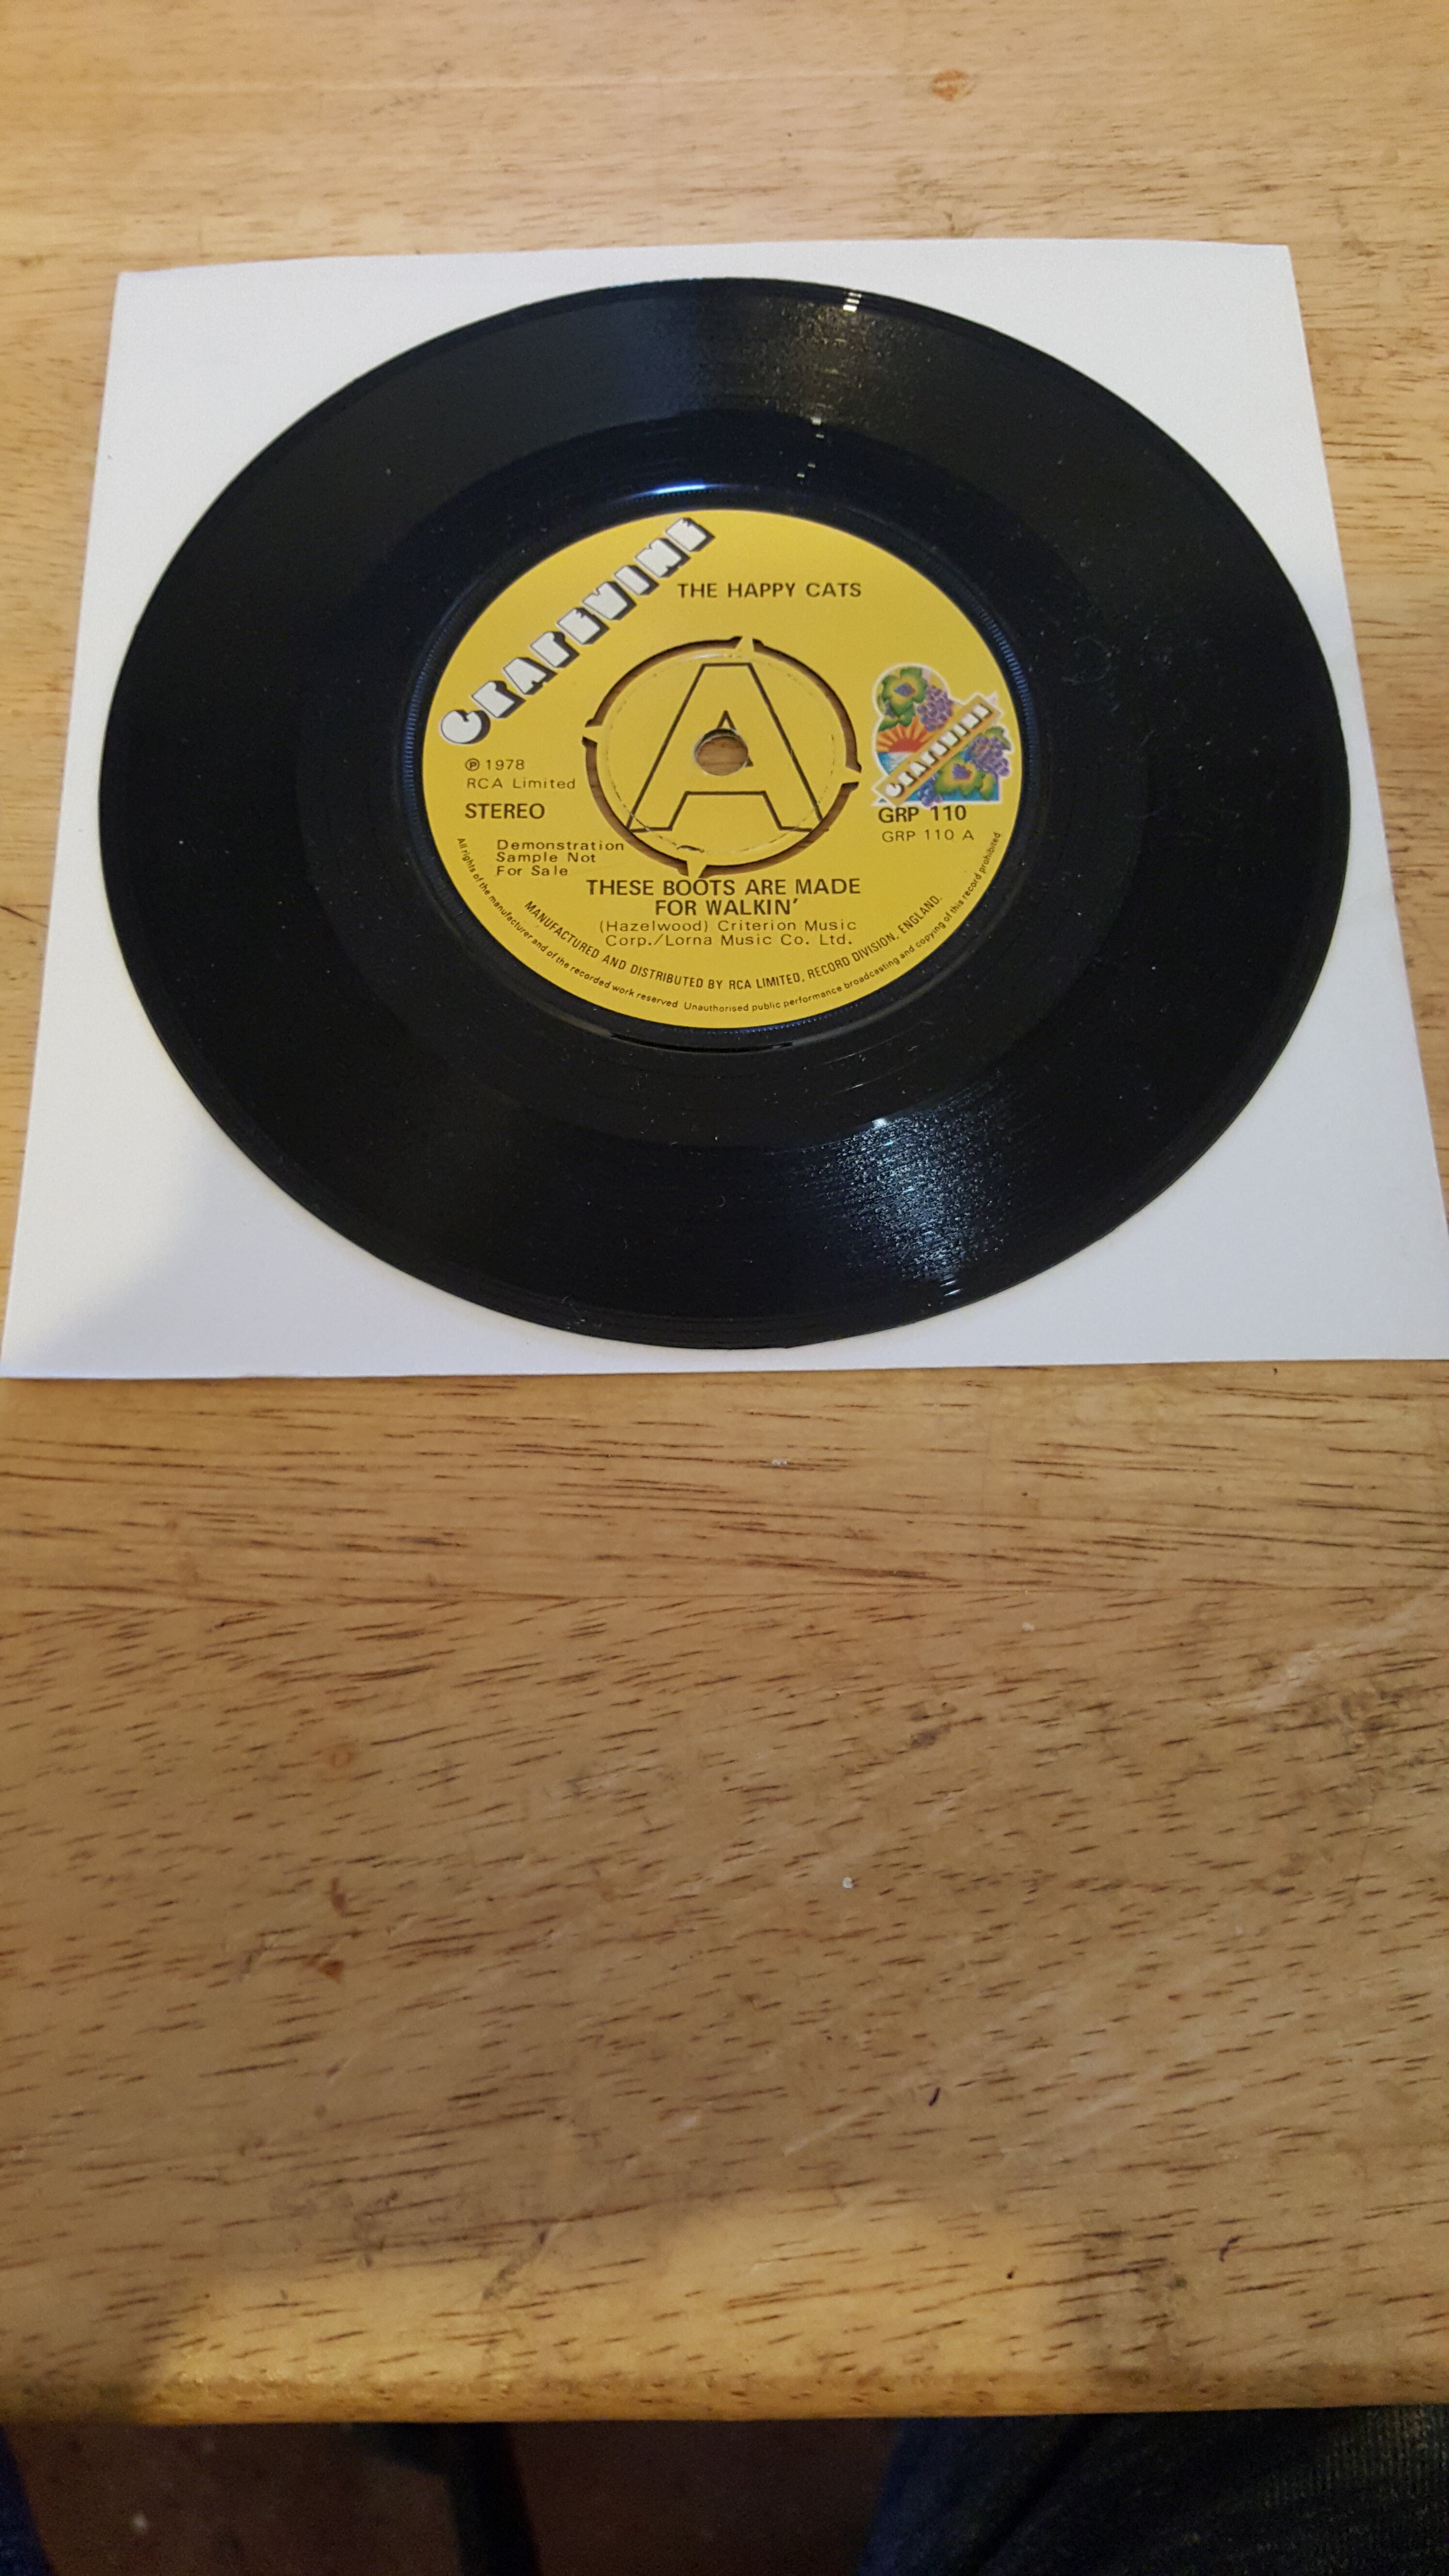 GRAPEVINE
THE HAPPY CATS
A
GRAPEVINE
℗ 1978
RCA Limited
STEREO
GRP 110
GRP 110 A
Demonstration
Sample Not
For Sale
THESE BOOTS ARE MADE
FOR WALKIN'
(Hazelwood) Criterion Music
Corp./Lorna Music Co. Ltd.
MANUFACTURED AND DISTRIBUTED BY RCA LIMITED, RECORD DIVISION, ENGLAND.
All rights of the manufacturer and of the recorded work reserved Unauthorised public performance broadcasting and copying of this record prohibited